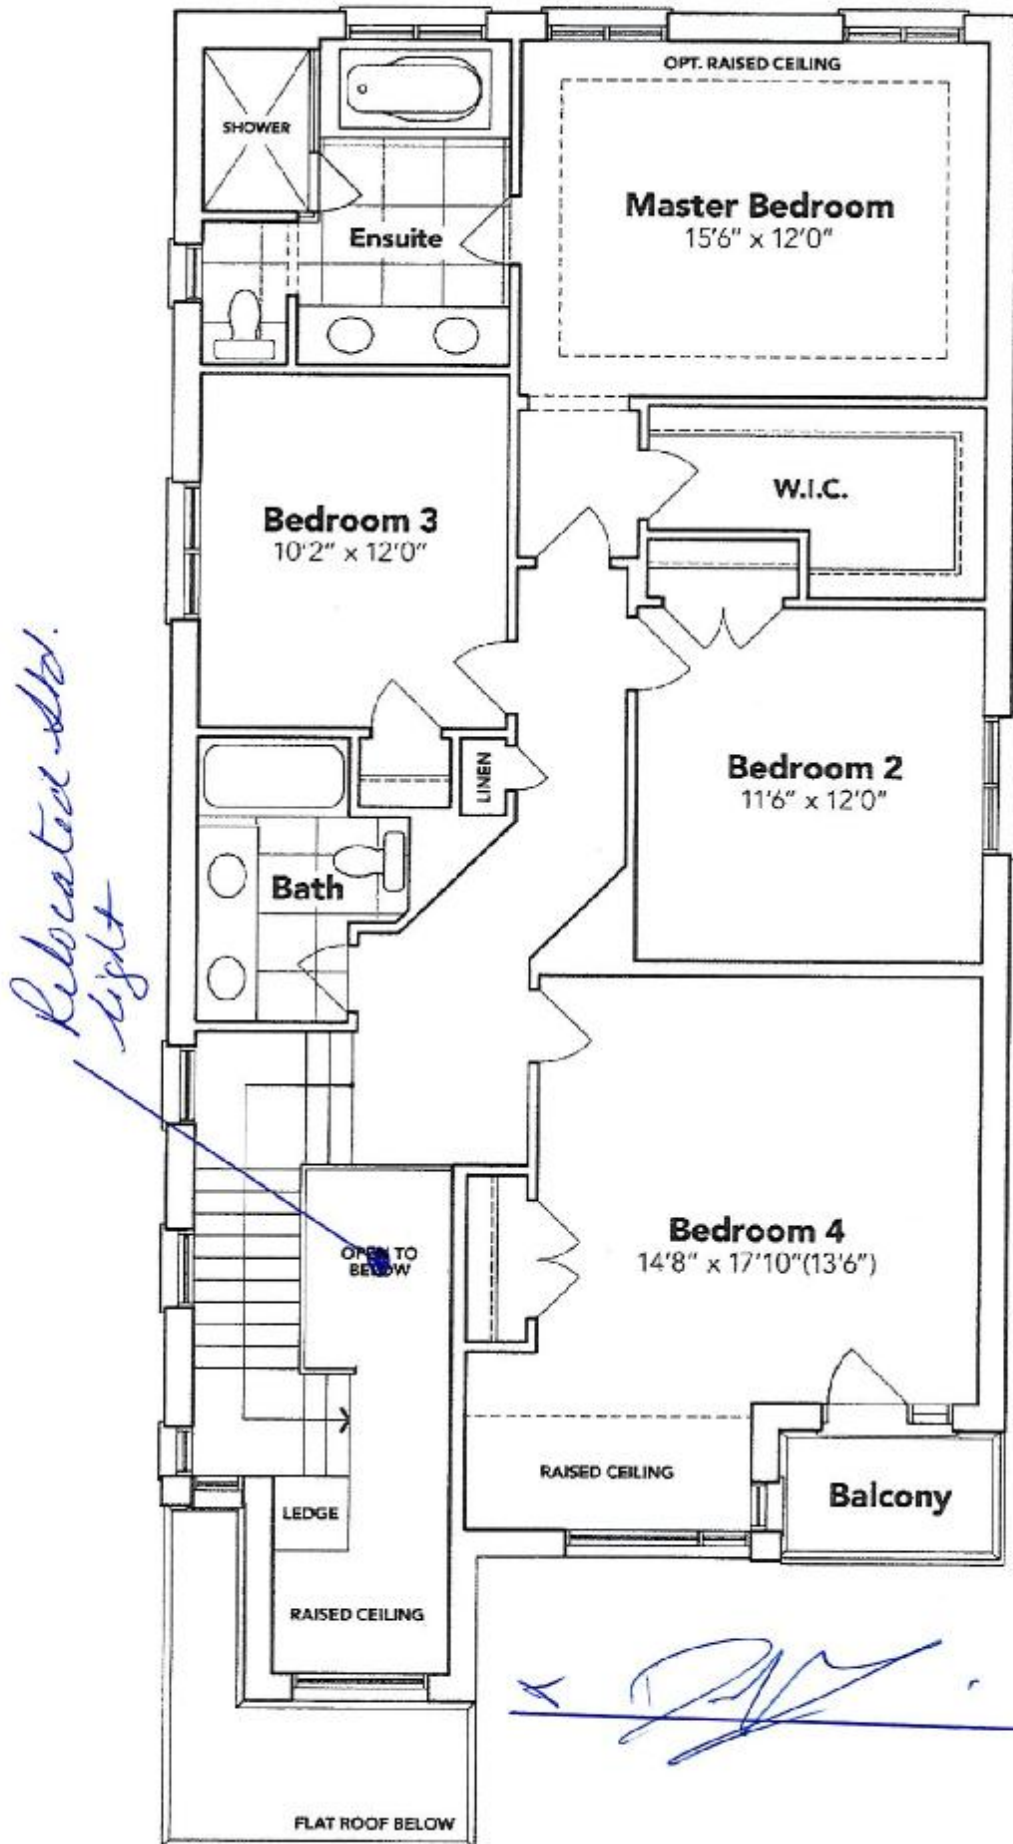 OPT. RAISED CEILING
SHOWER
Master Bedroom
15'6" x 12'0"
Ensuite
W.I.C.
Bedroom 3
10'2" x 12'0"
Relocated Std.
light
LINEN
Bedroom 2
11'6" x 12'0"
Bath
Bedroom 4
14'8" x 17'10"(13'6")
OPEN TO
BELOW
RAISED CEILING
Balcony
LEDGE
RAISED CEILING
x
FLAT ROOF BELOW